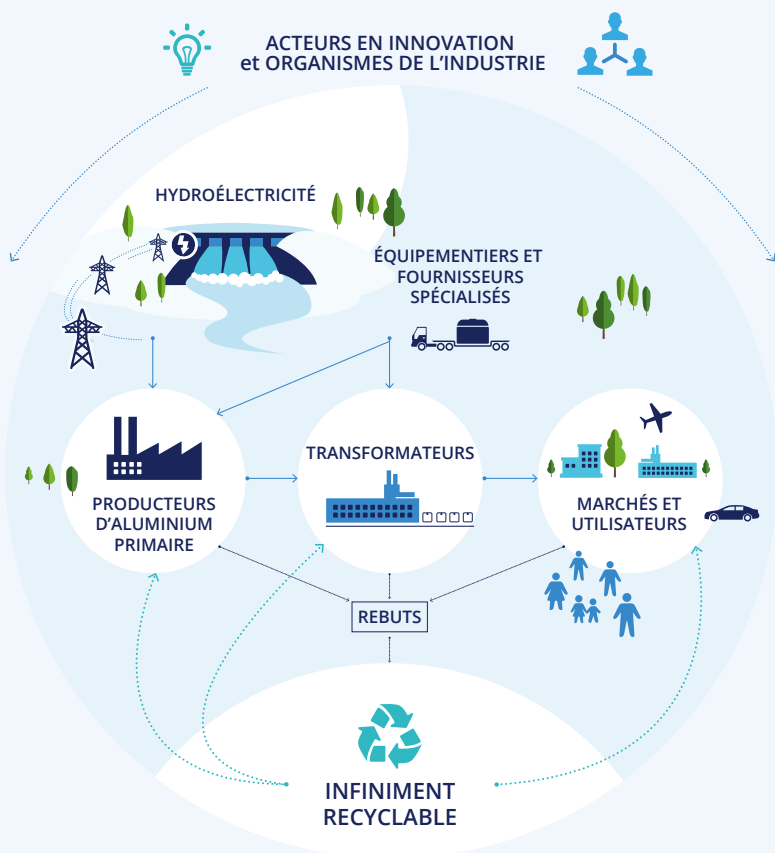 ACTEURS EN INNOVATION
et ORGANISMES DE L'INDUSTRIE
HYDROÉLECTRICITÉ
ÉQUIPEMENTIERS ET
FOURNISSEURS
SPÉCIALISÉS
PRODUCTEURS
D'ALUMINIUM
PRIMAIRE
TRANSFORMATEURS
MARCHÉS ET
UTILISATEURS
REBUTS
INFINIMENT
RECYCLABLE